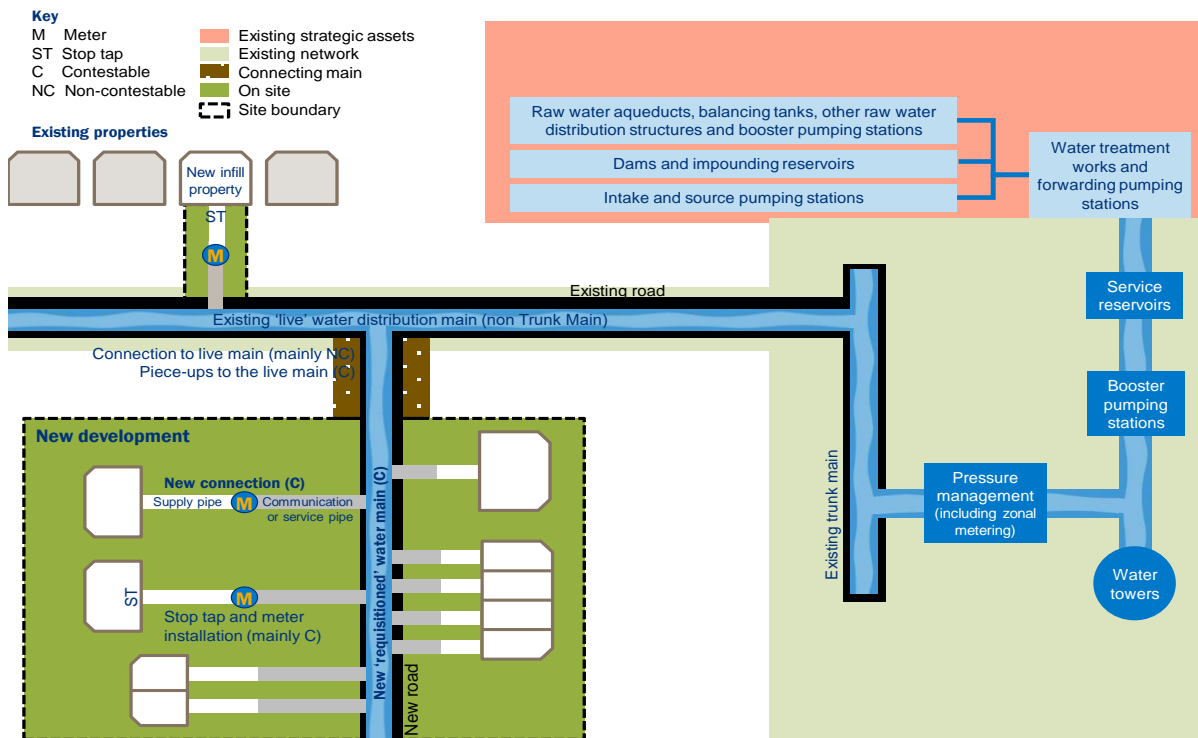 Key
M Meter
ST Stop tap
C Contestable
NC Non-contestable
Existing strategic assets
Existing network
Connecting main
On site
Site boundary
Existing properties
New infill
property
ST
M
Raw water aqueducts, balancing tanks, other raw water
distribution structures and booster pumping stations
Dams and impounding reservoirs
Intake and source pumping stations
Water treatment
works and
forwarding pumping
stations
Existing road
Existing 'live' water distribution main (non Trunk Main)
Connection to live main (mainly NC)
Piece-ups to the live main (C)
Service
reservoirs
Booster
pumping
stations
Pressure
management
(including zonal
metering)
Water
towers
Existing trunk main
New development
New connection (C)
Supply pipe
M
Communication
or service pipe
ST
M
Stop tap and meter
installation (mainly C)
New 'requisitioned' water main (C)
New road